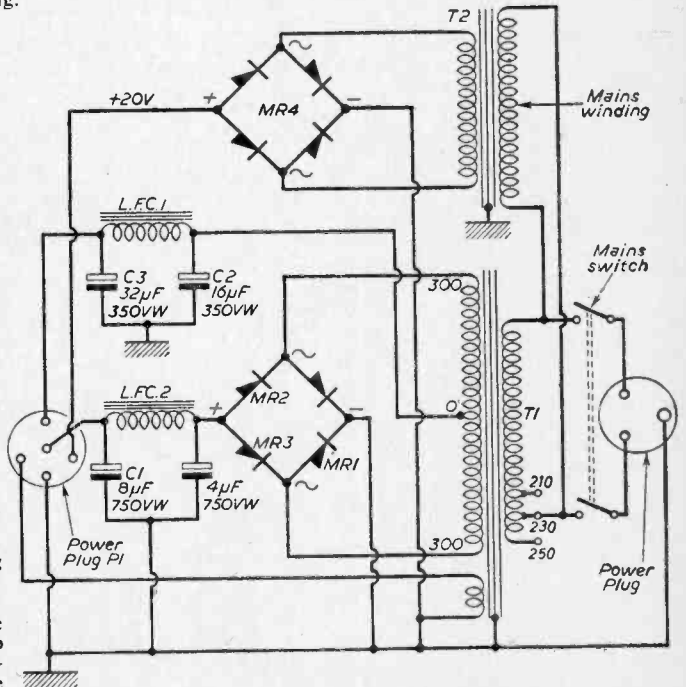 g.
T2
+20V
+
MR4
−
~
~
Mains
winding
L.F.C.1
C3
32µF
350VW
C2
16µF
350VW
Mains
switch
300
~
0
L.F.C.2
+
MR2
−
MR3
MR1
~
T1
C1
8µF
750VW
4µF
750VW
210
230
250
300
Power
Plug P1
Power
Plug